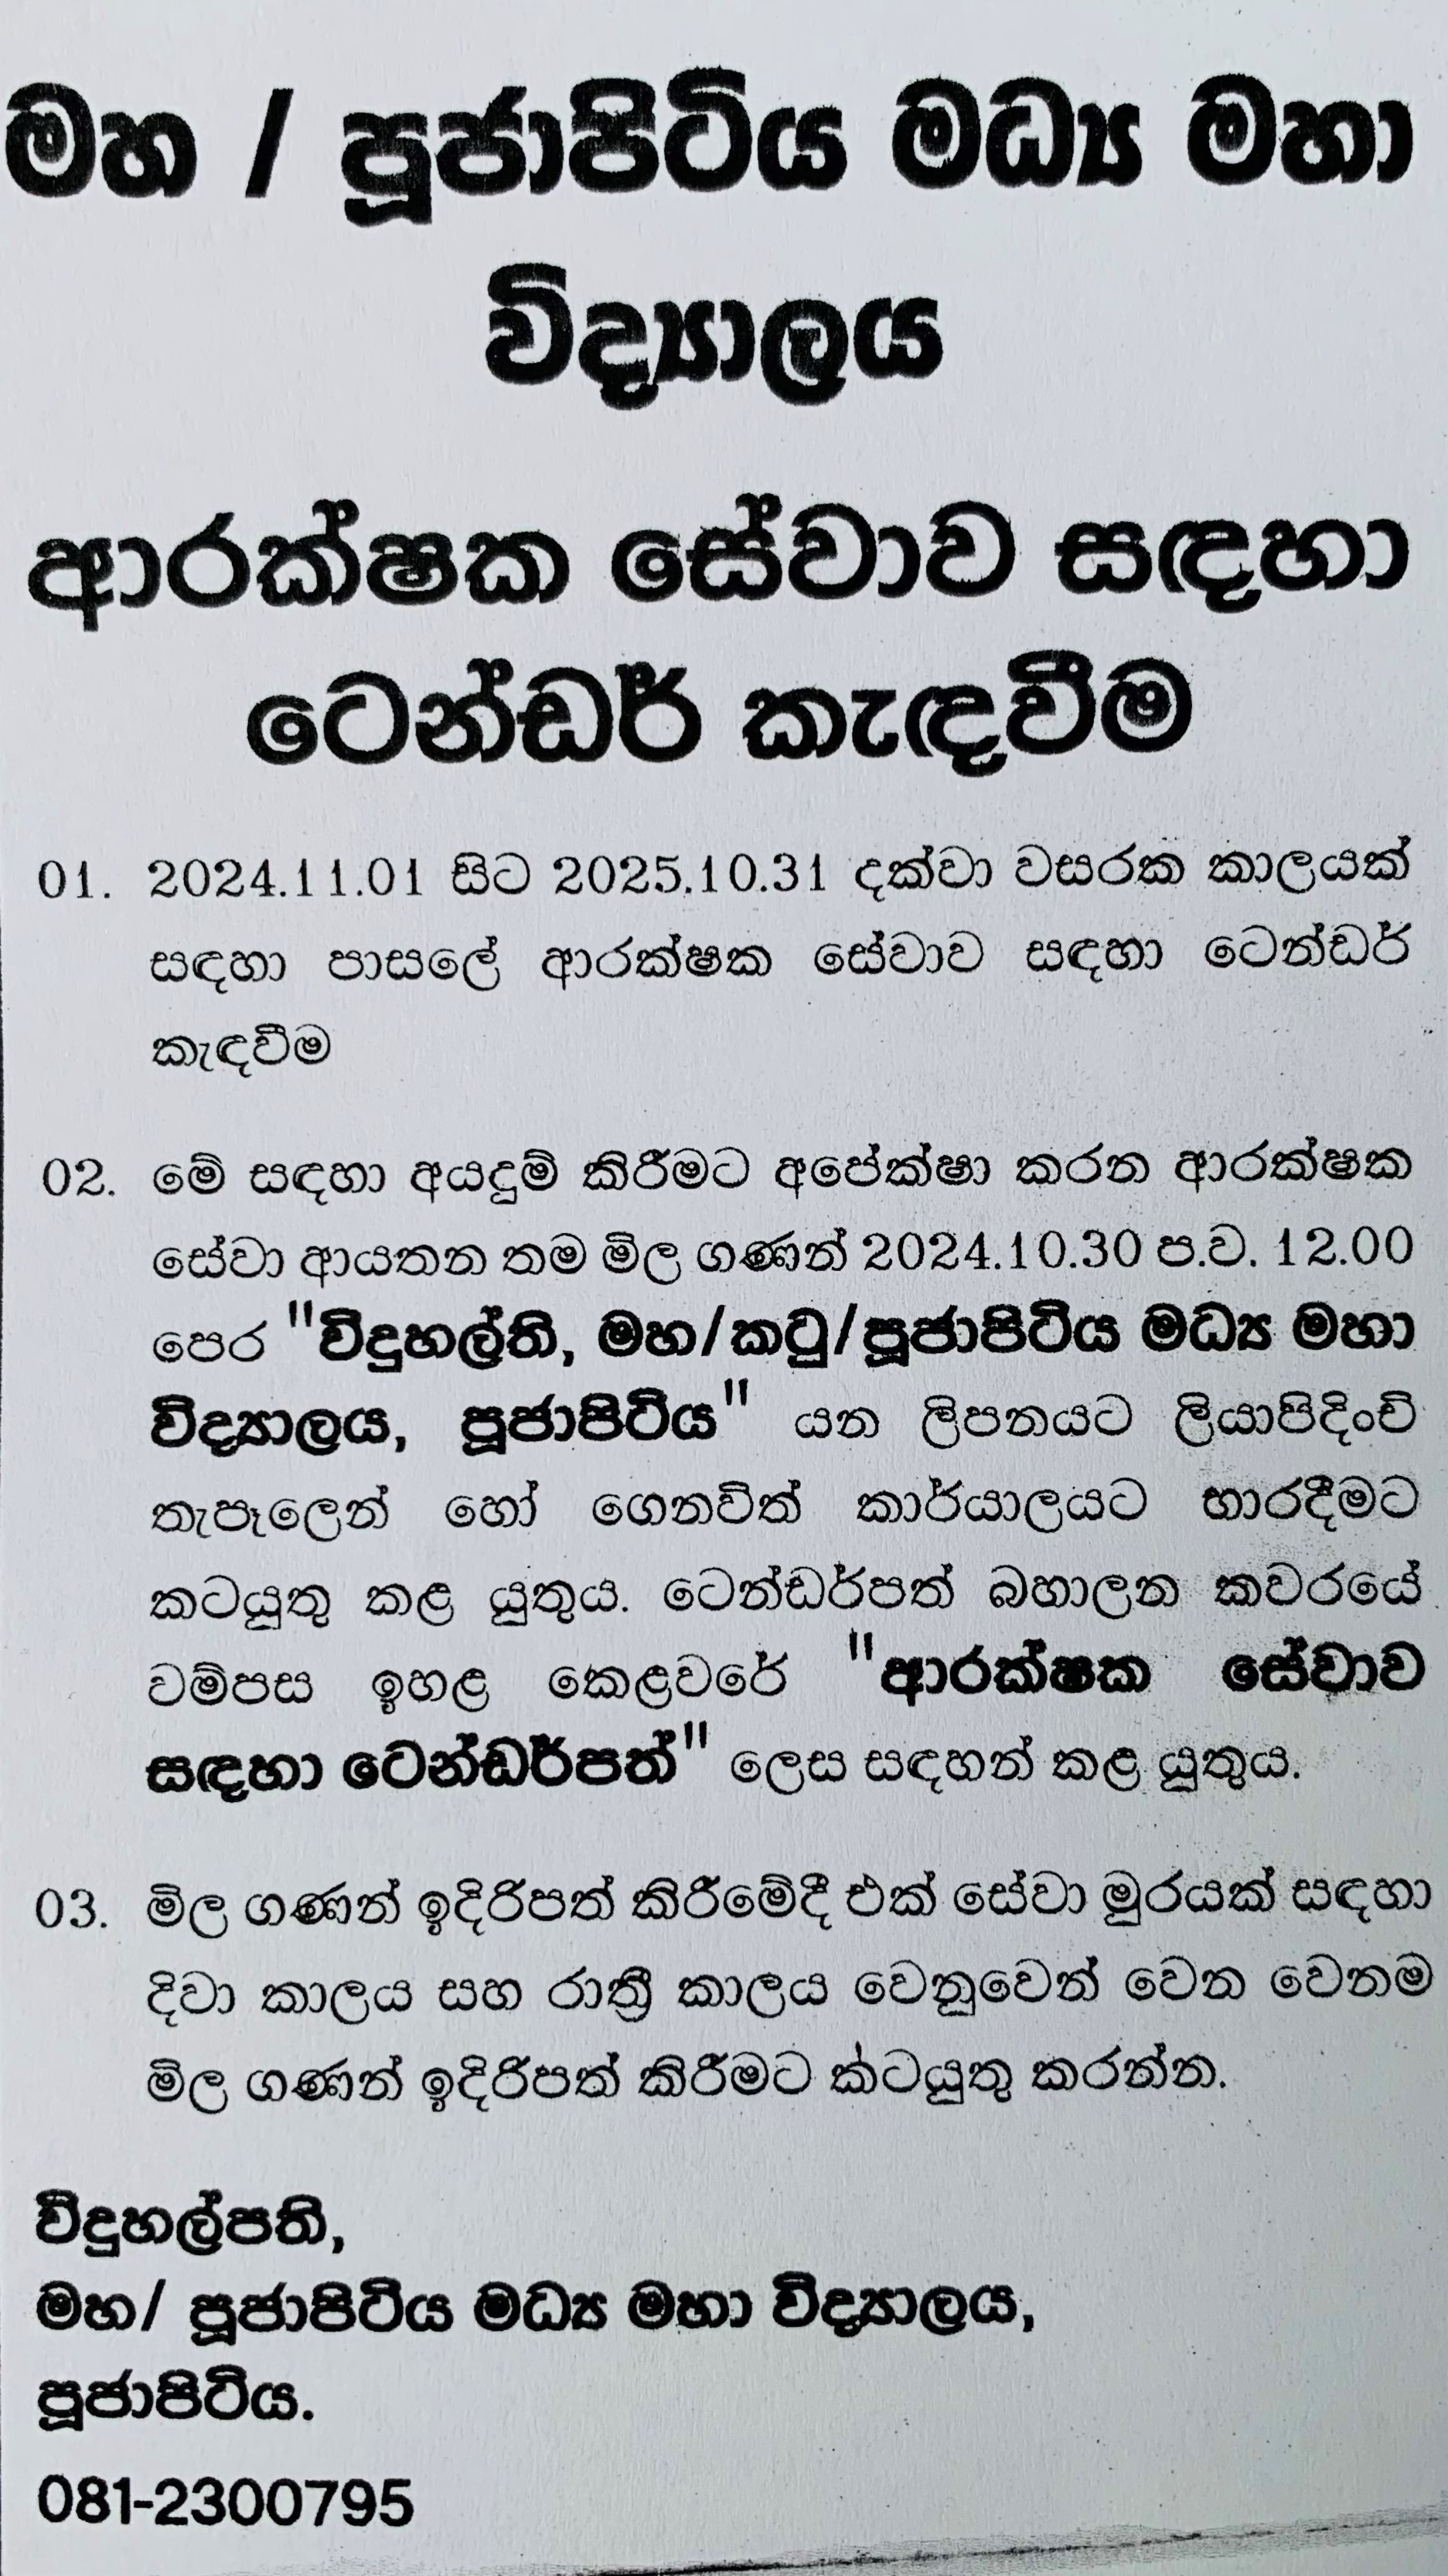 මහ / පූජාපිටිය මධ්‍ය මහා
විද්‍යාලය
ආරක්ෂක සේවාව සඳහා
ටෙන්ඩර් කැඳවීම
01. 2024.11.01 සිට 2025.10.31 දක්වා වසරක කාලයක්
සඳහා පාසලේ ආරක්ෂක සේවාව සඳහා ටෙන්ඩර්
කැඳවීම
02. මේ සඳහා අයදුම් කිරීමට අපේක්ෂා කරන ආරක්ෂක
සේවා ආයතන තම මිල ගණන් 2024.10.30 ප.ව. 12.00
පෙර "විදුහල්ති, මහ/කටු/පූජාපිටිය මධ්‍ය මහා
විද්‍යාලය, පූජාපිටිය" යන ලිපනයට ලියාපිදිංචි
තැපෑලෙන් හෝ ගෙනවිත් කාර්යාලයට භාරදීමට
කටයුතු කළ යුතුය. ටෙන්ඩර්පත් බහාලන කවරයේ
වම්පස ඉහළ කෙළවරේ "ආරක්ෂක සේවාව
සඳහා ටෙන්ඩර්පත්" ලෙස සඳහන් කළ යුතුය.
03. මිල ගණන් ඉදිරිපත් කිරීමේදී එක් සේවා මුරයක් සඳහා
දිවා කාලය සහ රාත්‍රී කාලය වෙනුවෙන් වෙන වෙනම
මිල ගණන් ඉදිරිපත් කිරීමට කටයුතු කරන්න.
විදුහල්පති,
මහ/ පූජාපිටිය මධ්‍ය මහා විද්‍යාලය,
පූජාපිටිය.
081-2300795